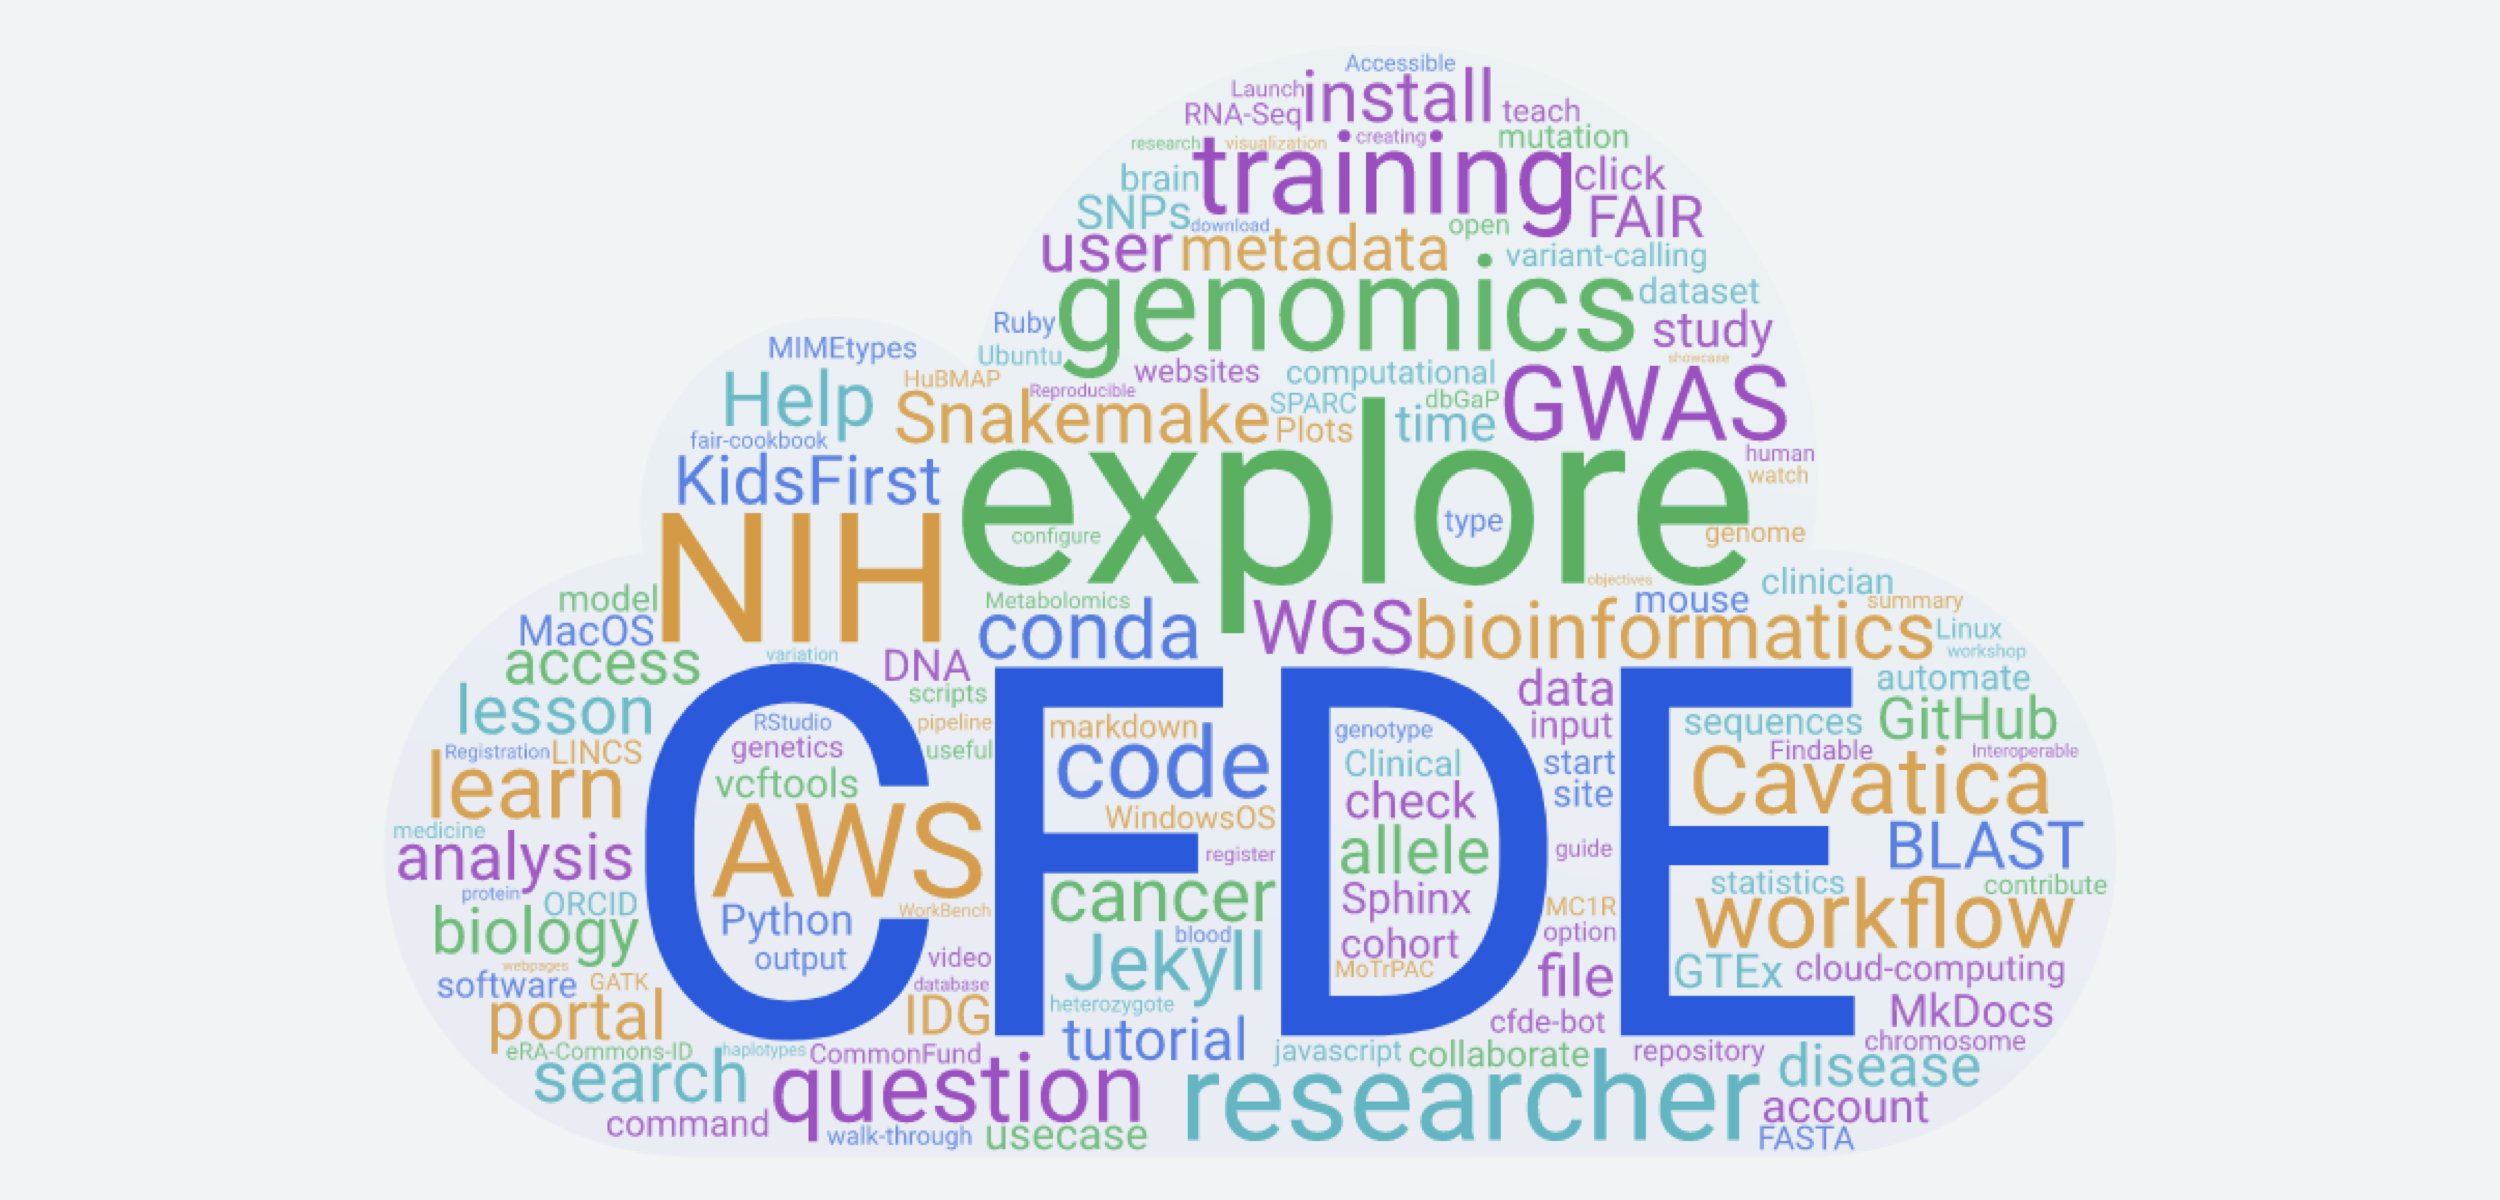 Accessible
Launch install teach
RNA-Seq
research visualization creating mutation
brain training click
SNPs download open FAIR
user metadata variant-calling
genomics dataset
Ruby study
MIMEtypes Ubuntu websites computational showcase
Help HuBMAP Reproducible SPARC dbGaP GWAS
Snakemake Plots time
fair-cookbook human
KidsFirst explore watch
NIH configure type genome
objectives clinician
model Metabolomics mouse summary
MacOS conda WGS bioinformatics Linux
access variation DNA workshop
scripts data automate
lesson RStudio pipeline markdown genotype input sequences GitHub
Registration LINCS genetics useful code Clinical start Findable Interoperable
learn vcftools check site Cavatica
medicine WindowsOS
CFDE
analysis AWS register allele guide BLAST
protein ORCID WorkBench cancer Sphinx MC1R statistics contribute
biology Python blood cohort option workflow
webpages output video Jekyll MoTrPAC file GTEx cloud-computing
software GATK database
portal IDG heterozygote cfde-bot MkDocs
eRA-Commons-ID haplotypes CommonFund tutorial javascript collaborate repository chromosome
search question researcher disease
command account
walk-through usecase FASTA